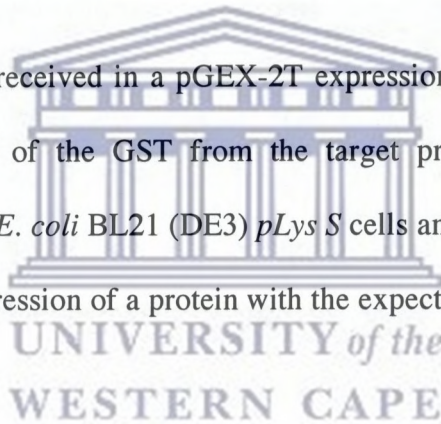 received in a pGEX-2T expression
of the GST from the target pr
E. coli BL21 (DE3) pLys S cells an
ression of a protein with the expect
UNIVERSITY of the
WESTERN CAPE